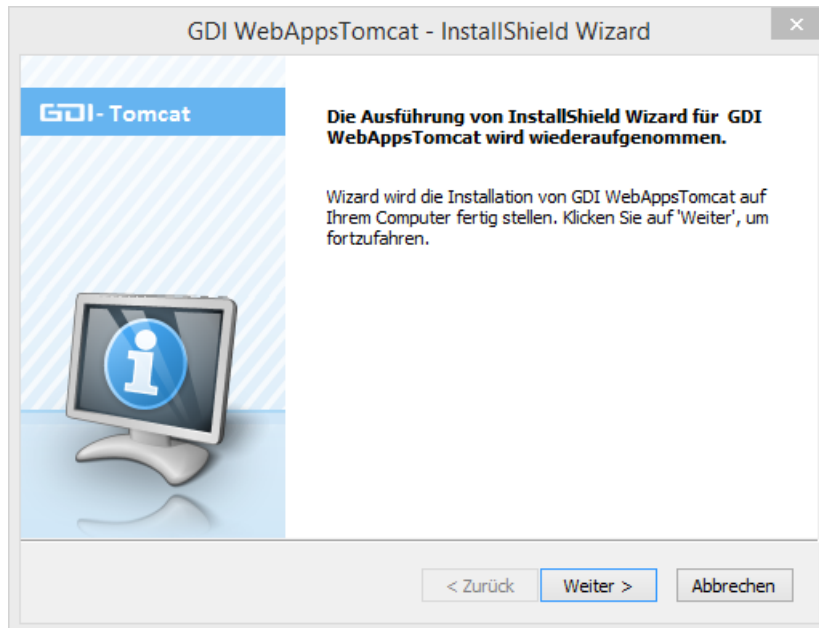 GDI WebAppsTomcat - InstallShield Wizard
GDI - Tomcat
Die Ausführung von InstallShield Wizard für GDI
WebAppsTomcat wird wiederaufgenommen.
Wizard wird die Installation von GDI WebAppsTomcat auf
Ihrem Computer fertig stellen. Klicken Sie auf 'Weiter', um
fortzufahren.
< Zurück
Weiter >
Abbrechen